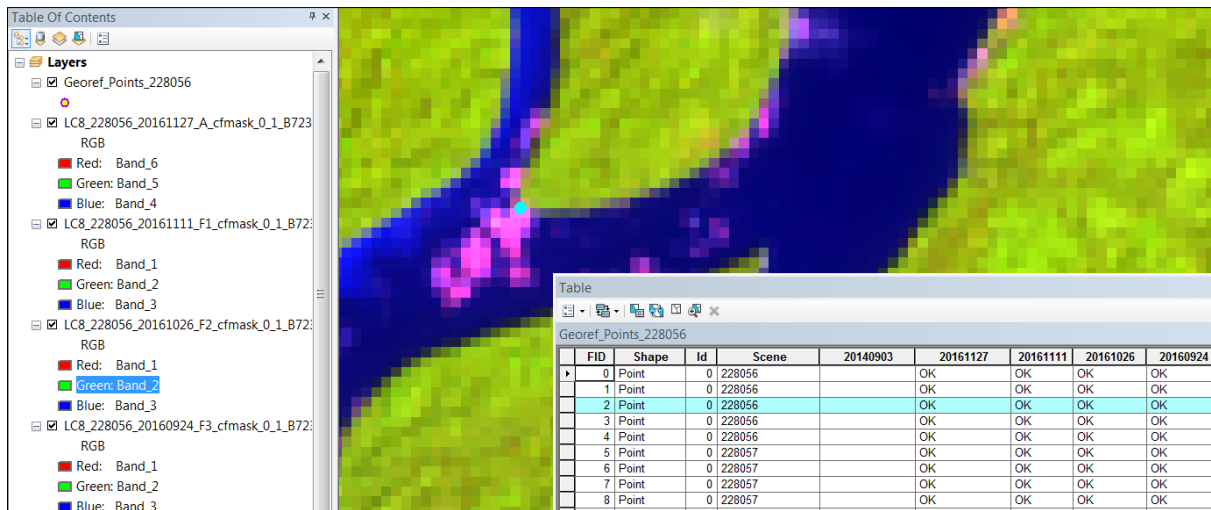 Table Of Contents
Layers
Georef_Points_228056
LC8_228056_20161127_A_cfmask_0_1_B723
RGB
Red: Band_6
Green: Band_5
Blue: Band_4
LC8_228056_20161111_F1_cfmask_0_1_B72:
RGB
Red: Band_1
Green: Band_2
Blue: Band_3
LC8_228056_20161026_F2_cfmask_0_1_B72:
RGB
Red: Band_1
Green: Band_2
Blue: Band_3
LC8_228056_20160924_F3_cfmask_0_1_B72:
RGB
Red: Band_1
Green: Band_2
Blue: Band_3
Table
Georef_Points_228056
FID Shape Id Scene 20140903 20161127 20161111 20161026 20160924
0 Point 0 228056 OK OK OK OK
1 Point 0 228056 OK OK OK OK
2 Point 0 228056 OK OK OK OK
3 Point 0 228056 OK OK OK OK
4 Point 0 228056 OK OK OK OK
5 Point 0 228057 OK OK OK OK
6 Point 0 228057 OK OK OK OK
7 Point 0 228057 OK OK OK OK
8 Point 0 228057 OK OK OK OK